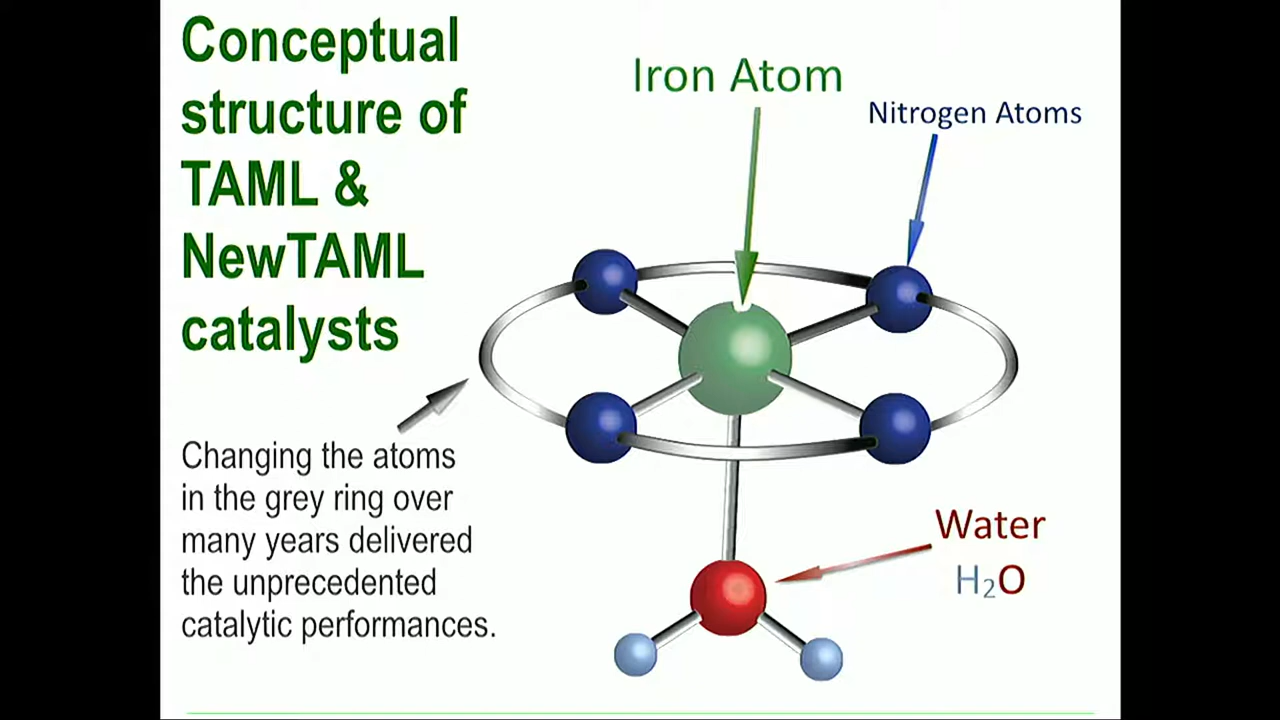 Conceptual
structure of
TAML &
NewTAML
catalysts
Iron Atom
Nitrogen Atoms
Changing the atoms
in the grey ring over
many years delivered
the unprecedented
catalytic performances.
Water
H₂O